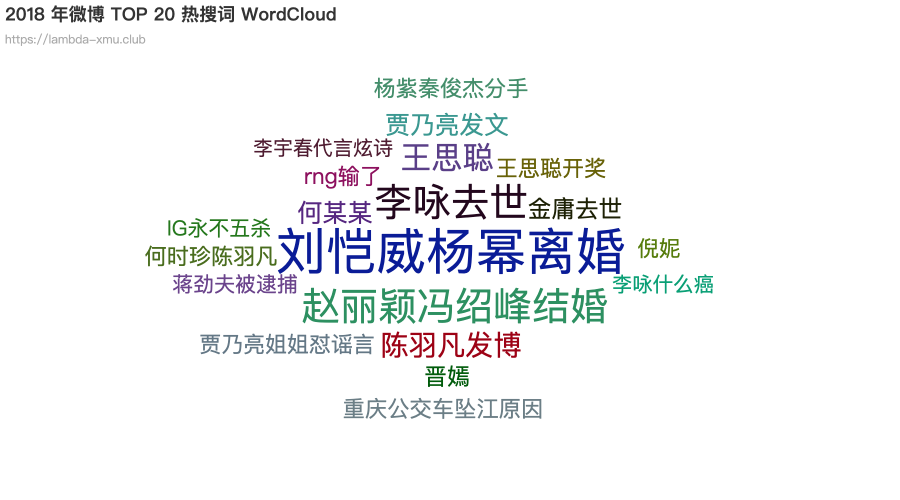 2018 年微博 TOP 20 热搜词 WordCloud
https://lambda-xmu.club
杨紫秦俊杰分手
贾乃亮发文
李宇春代言炫诗
王思聪
王思聪开奖
rng输了
李咏去世
何某某
金庸去世
IG永不五杀
刘恺威杨幂离婚
倪妮
何时珍陈羽凡
蒋劲夫被逮捕
李咏什么癌
赵丽颖冯绍峰结婚
贾乃亮姐姐怼谣言
陈羽凡发博
晋嫣
重庆公交车坠江原因